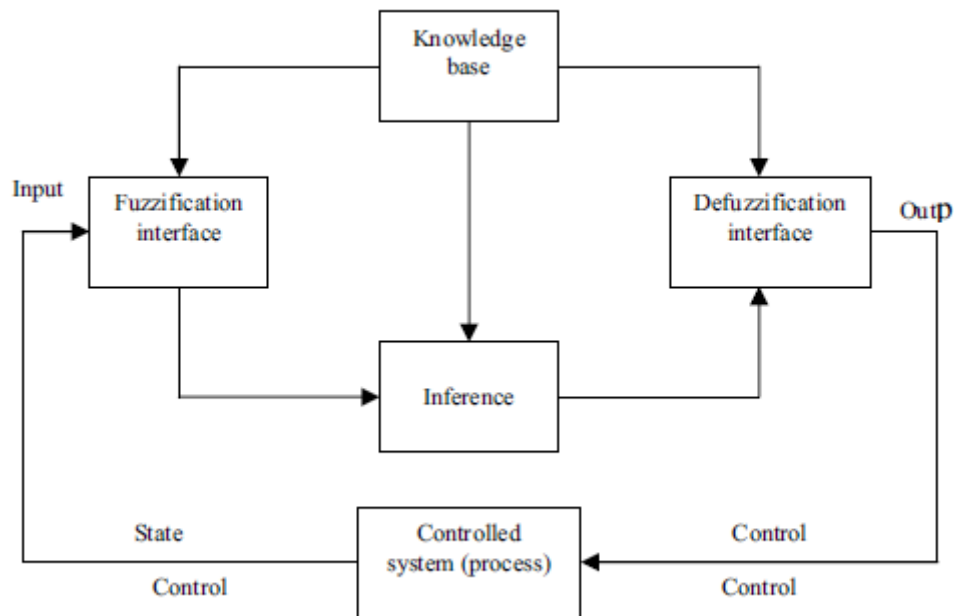 Knowledge
base
Input
Fuzzification
interface
Defuzzification
interface
Outp
Inference
State
Controlled
system (process)
Control
Control
Control